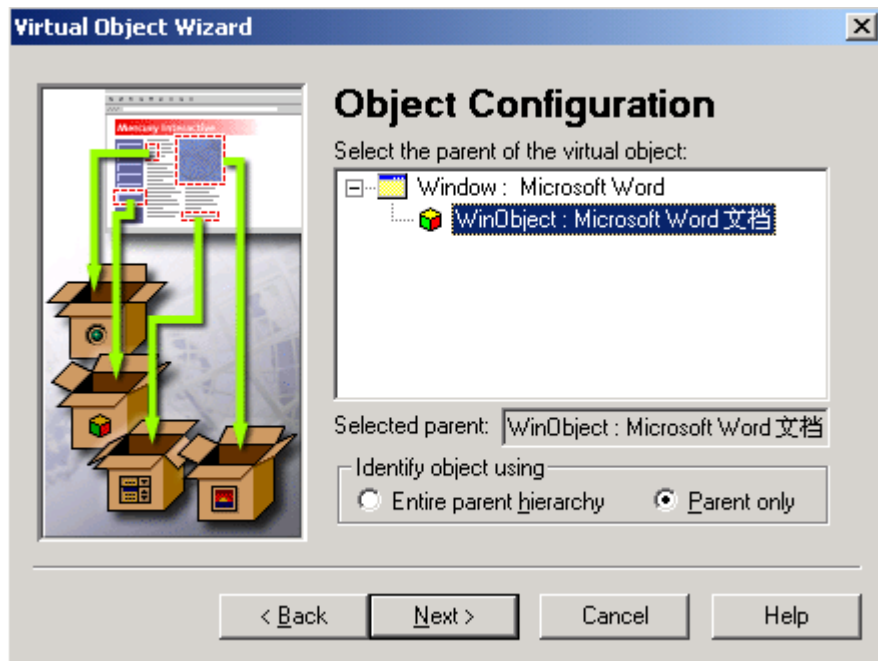 Virtual Object Wizard
Mercury Interactive
Object Configuration
Select the parent of the virtual object:
Window : Microsoft Word
WinObject : Microsoft Word 文档
Selected parent: WinObject : Microsoft Word 文档
Identify object using
Entire parent hierarchy Parent only
< Back Next > Cancel Help